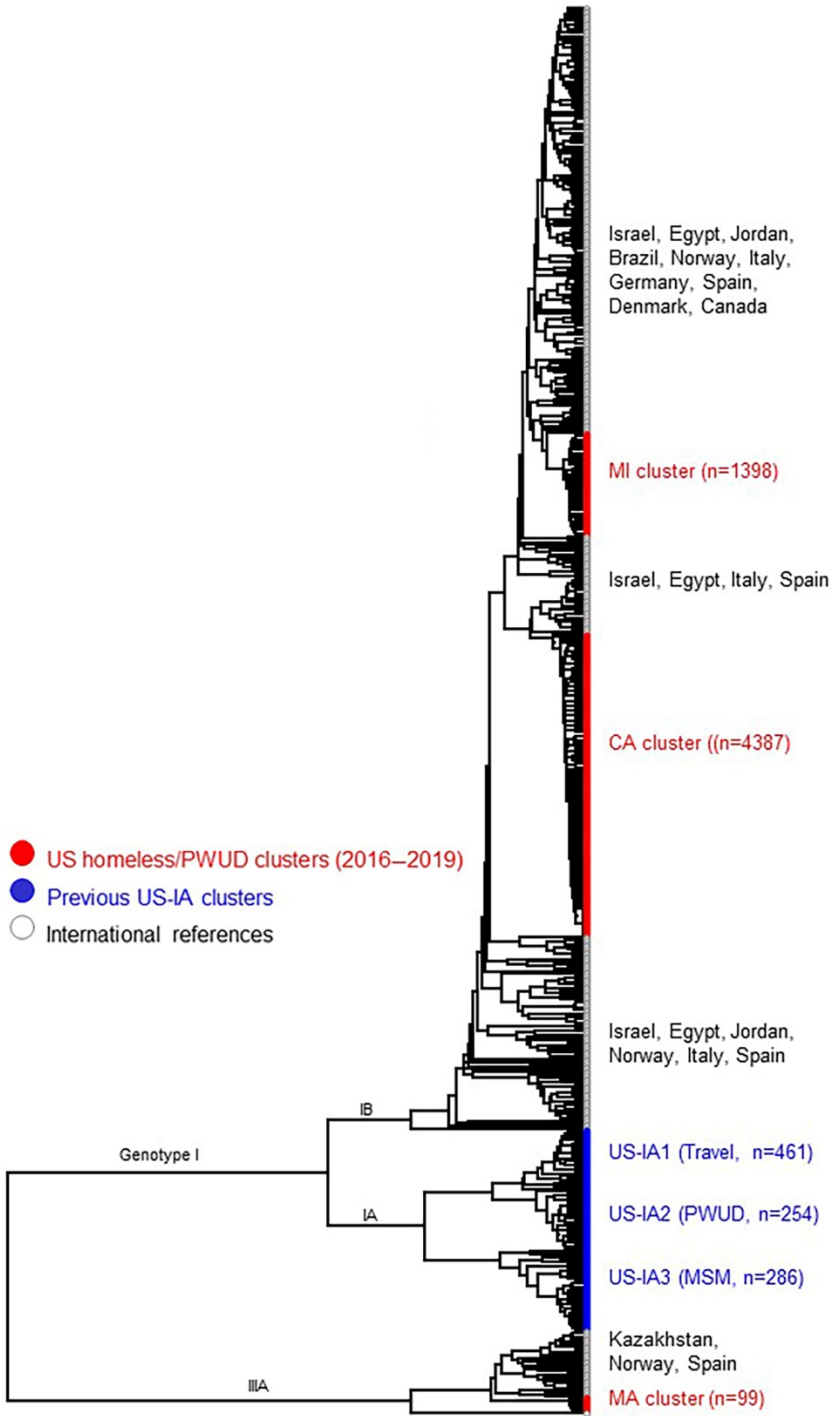 Israel, Egypt, Jordan,
Brazil, Norway, Italy,
Germany, Spain,
Denmark, Canada
MI cluster (n=1398)
Israel, Egypt, Italy, Spain
CA cluster ((n=4387)
US homeless/PWUD clusters (2016–2019)
Previous US-IA clusters
International references
Israel, Egypt, Jordan,
Norway, Italy, Spain
IB
Genotype I
US-IA1 (Travel, n=461)
IA
US-IA2 (PWUD, n=254)
US-IA3 (MSM, n=286)
Kazakhstan,
Norway, Spain
IIIA
MA cluster (n=99)